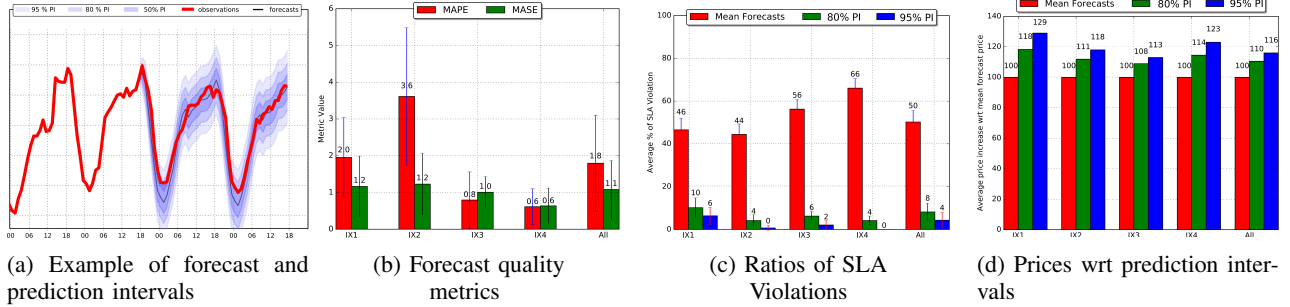 95 % PI 80 % PI 50% PI observations forecasts
00 06 12 18 00 06 12 18 00 06 12 18 00 06 12 18
(a) Example of forecast and
prediction intervals
MAPE MASE
Metric Value
6
5
4
3
2
1
0
2.0 1.2 3.6 1.2 0.8 1.0 0.6 0.6 1.8 1.1
IX1 IX2 IX3 IX4 All
(b) Forecast quality
metrics
Mean Forecasts 80% PI 95% PI
Average % of SLA Violation
100
80
60
40
20
0
46 10 6 44 4 0 56 6 2 66 4 0 50 8 4
IX1 IX2 IX3 IX4 All
(c) Ratios of SLA
Violations
Mean Forecasts 80% PI 95% PI
Average price increase wrt mean forecast price
140
120
100
80
60
40
20
0
100 118 129 100 111 118 100 108 113 100 114 123 100 110 116
IX1 IX2 IX3 IX4 All
(d) Prices wrt prediction inter-
vals